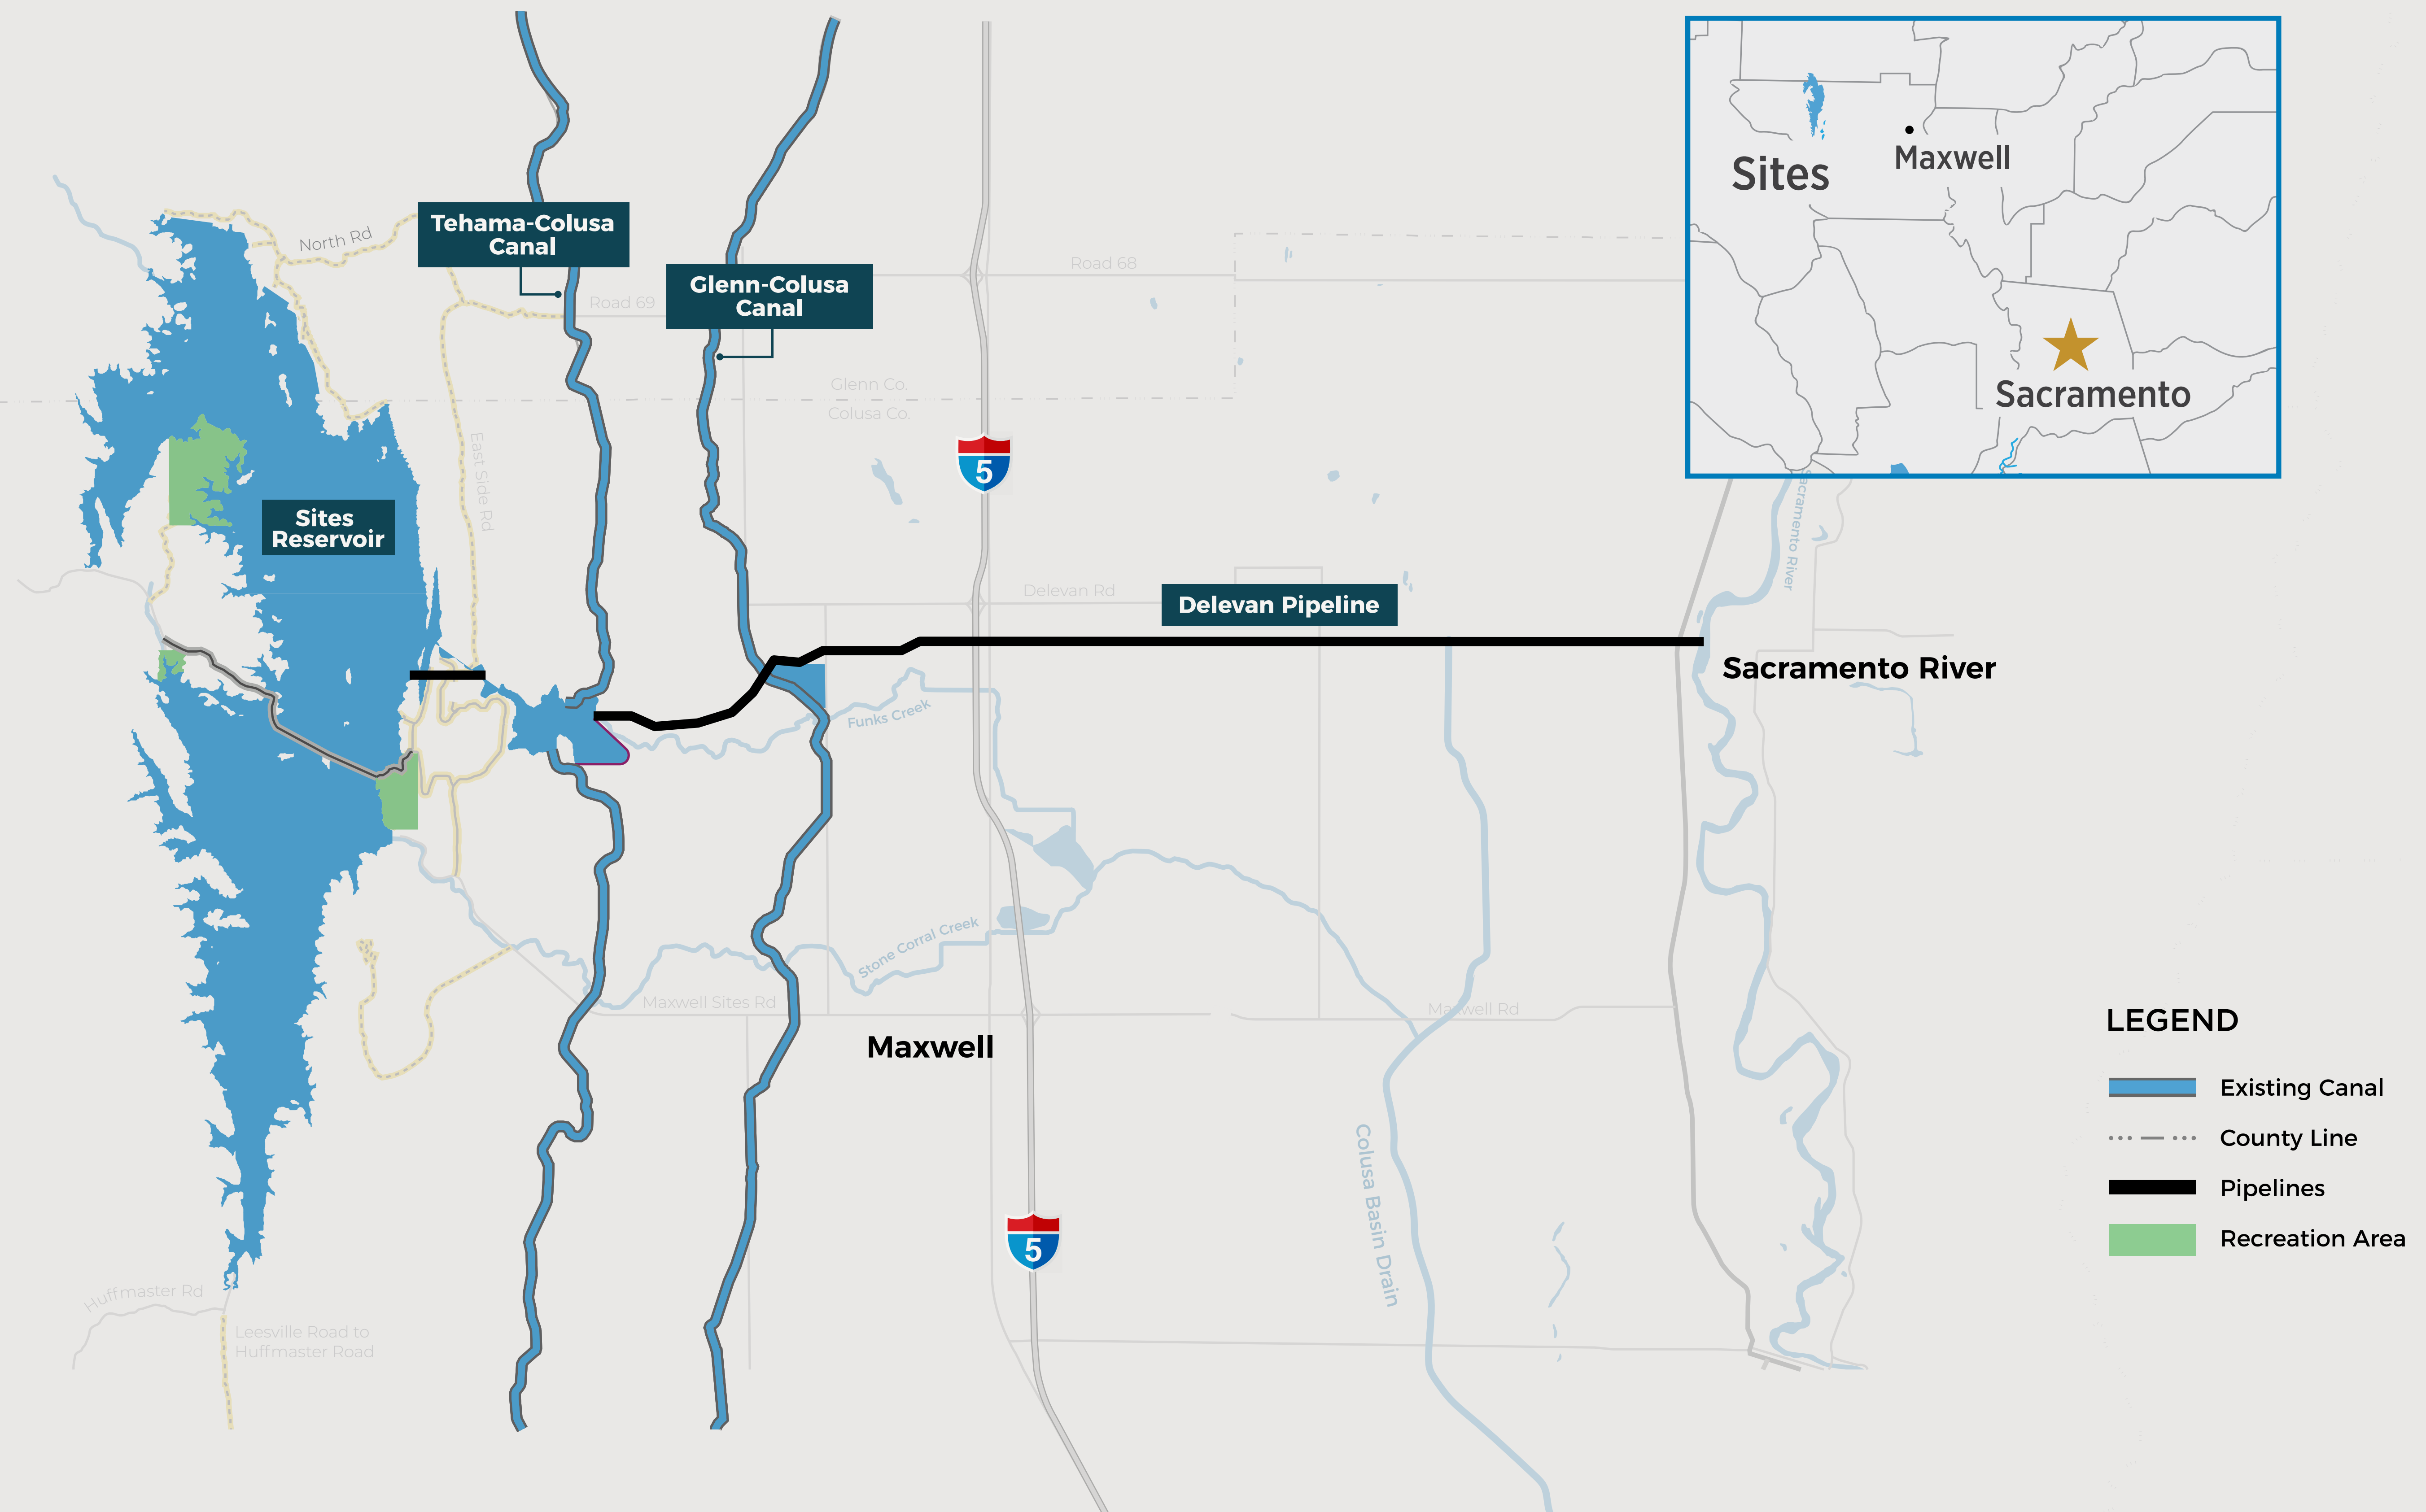 Sites
Maxwell
Sacramento
North Rd
Tehama-Colusa
Canal
Glenn-Colusa
Canal
Road 68
Road 69
Glenn Co.
Colusa Co.
East Side Rd
5
Sites
Reservoir
Sacramento River
Delevan Rd
Delevan Pipeline
Sacramento River
Funks Creek
Stone Corral Creek
Maxwell Sites Rd
Maxwell Rd
Maxwell
Colusa Basin Drain
5
Huffmaster Rd
Leesville Road to
Huffmaster Road
LEGEND
Existing Canal
County Line
Pipelines
Recreation Area